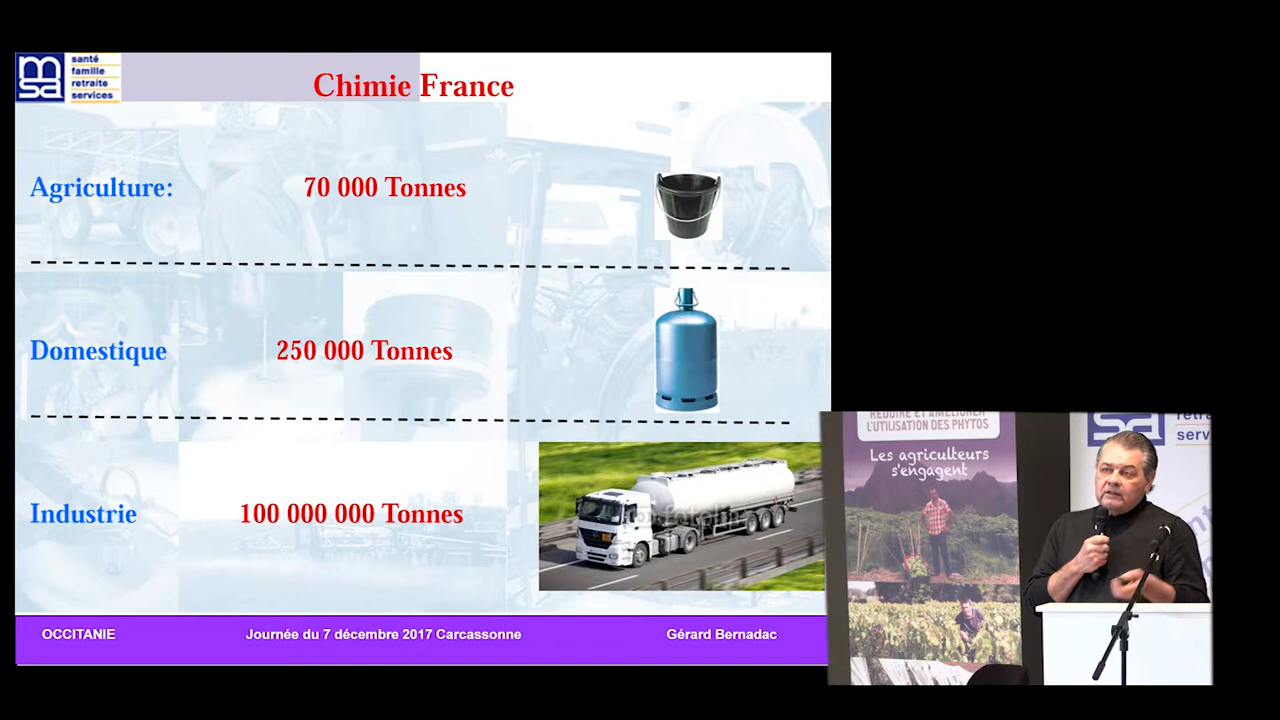 msa
santé
famille
retraite
services
Chimie France
Agriculture:
70 000 Tonnes
Domestique
250 000 Tonnes
Industrie
100 000 000 Tonnes
OCCITANIE
Journée du 7 décembre 2017 Carcassonne
Gérard Bernadac
RÉDUIRE ET AMÉLIORER
L'UTILISATION DES PHYTOS
Les agriculteurs
s'engagent